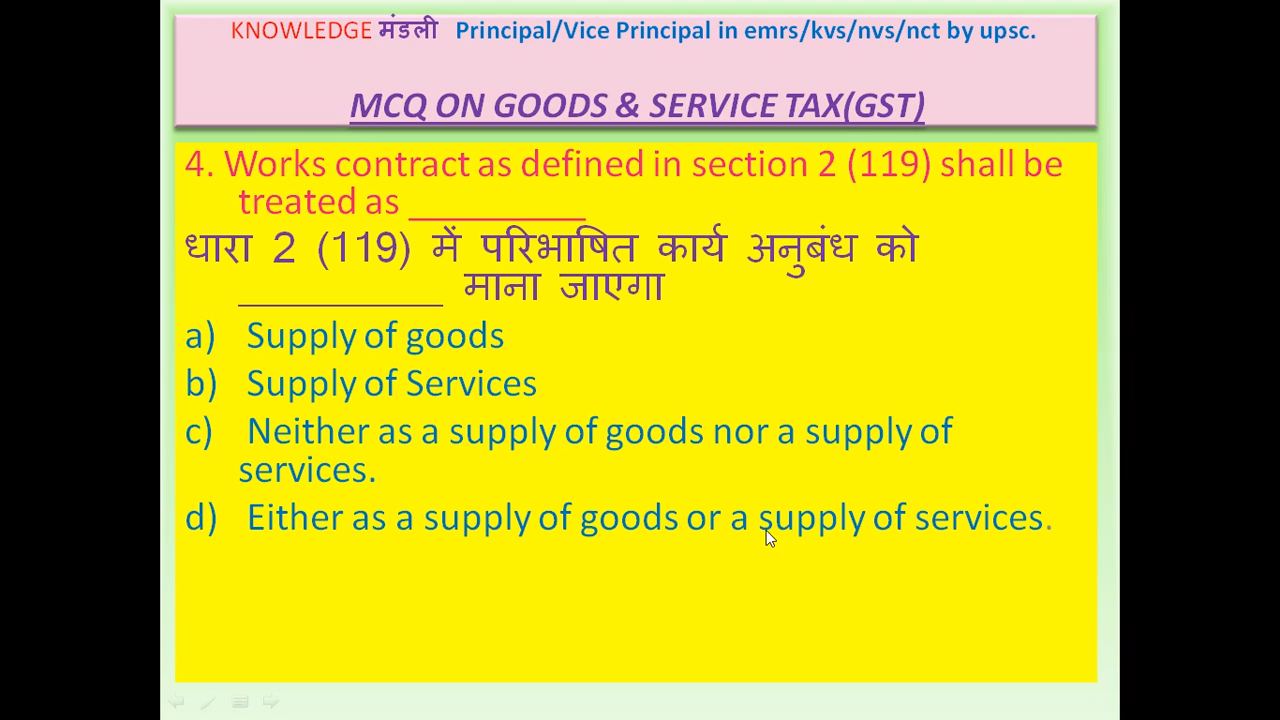 KNOWLEDGE मंडली Principal/Vice Principal in emrs/kvs/nvs/nct by upsc.
MCQ ON GOODS & SERVICE TAX(GST)
4. Works contract as defined in section 2 (119) shall be
treated as __________
धारा 2 (119) में परिभाषित कार्य अनुबंध को
__________ माना जाएगा
a) Supply of goods
b) Supply of Services
c) Neither as a supply of goods nor a supply of
services.
d) Either as a supply of goods or a supply of services.